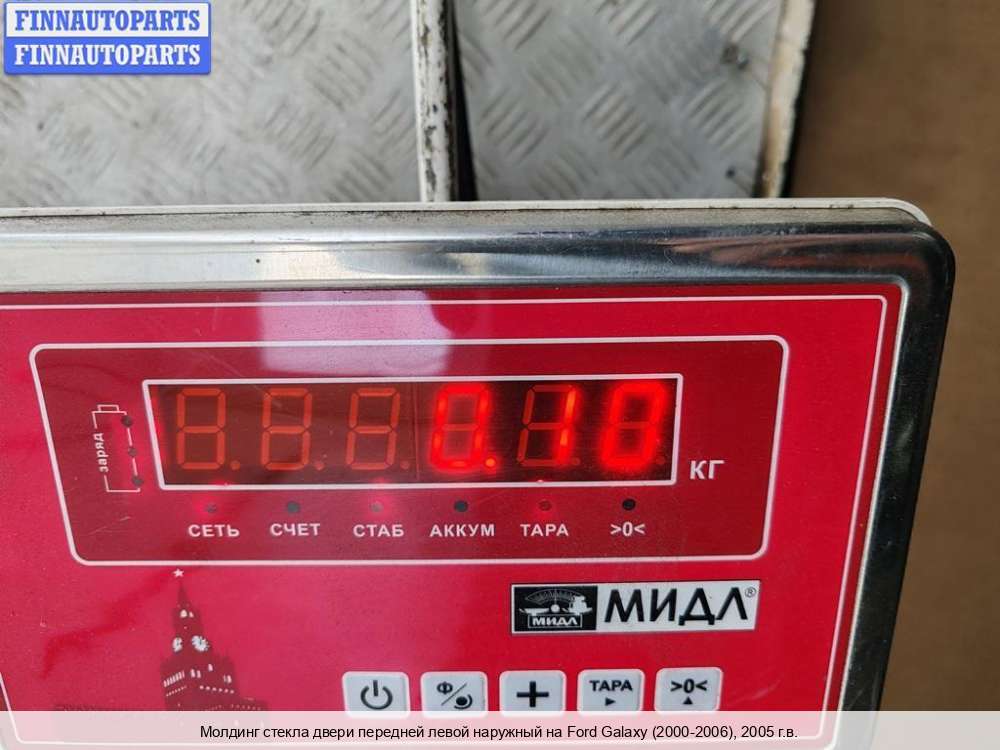 FINNAUTOPARTS
FINNAUTOPARTS
заряд
0.10
КГ
СЕТЬ СЧЕТ СТАБ АККУМ ТАРА >0<
МИДЛ МИДЛ®
Ф ТАРА >0<
Молдинг стекла двери передней левой наружный на Ford Galaxy (2000-2006), 2005 г.в.